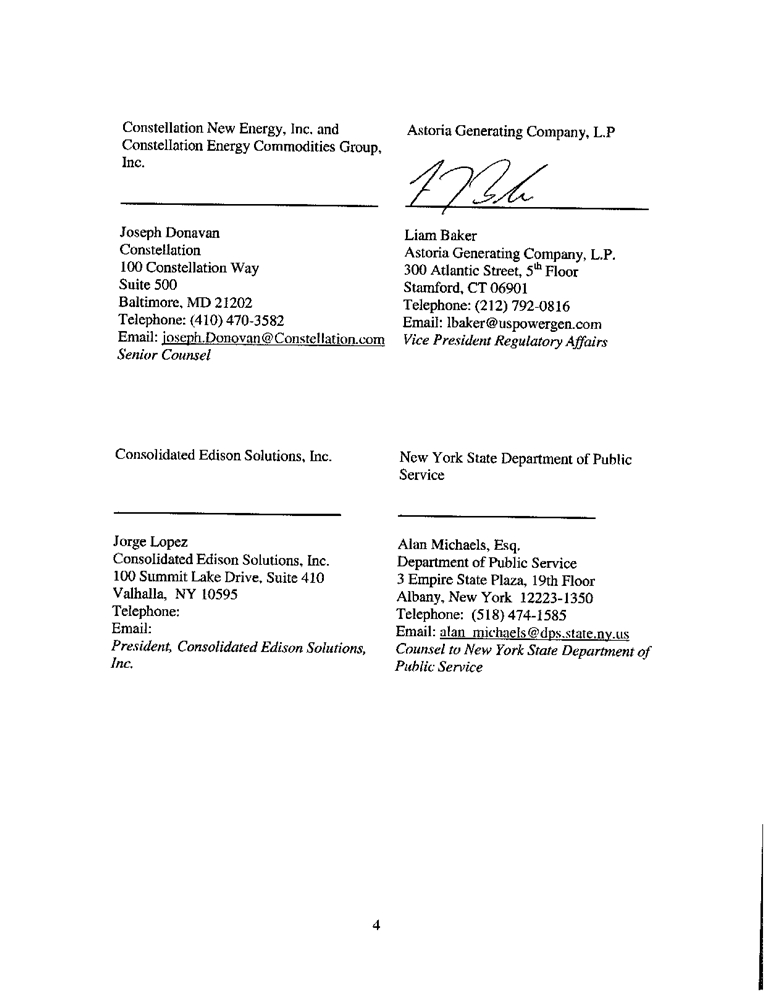 Constellation New Energy, Inc. and
Constellation Energy Commodities Group,
Inc.
Joseph Donavan
Constellation
100 Constellation Way
Suite 500
Baltimore, MD 21202
Telephone: (410) 470-3582
Email: joseph.Donovan@Constellation.com
Senior Counsel
Astoria Generating Company, L.P
Liam Baker
Astoria Generating Company, L.P.
300 Atlantic Street, 5th Floor
Stamford, CT 06901
Telephone: (212) 792-0816
Email: lbaker@uspowergen.com
Vice President Regulatory Affairs
Consolidated Edison Solutions, Inc.
Jorge Lopez
Consolidated Edison Solutions, Inc.
100 Summit Lake Drive, Suite 410
Valhalla, NY 10595
Telephone:
Email:
President, Consolidated Edison Solutions,
Inc.
New York State Department of Public
Service
Alan Michaels, Esq.
Department of Public Service
3 Empire State Plaza, 19th Floor
Albany, New York 12223-1350
Telephone: (518) 474-1585
Email: alan_michaels@dps.state.ny.us
Counsel to New York State Department of
Public Service
4